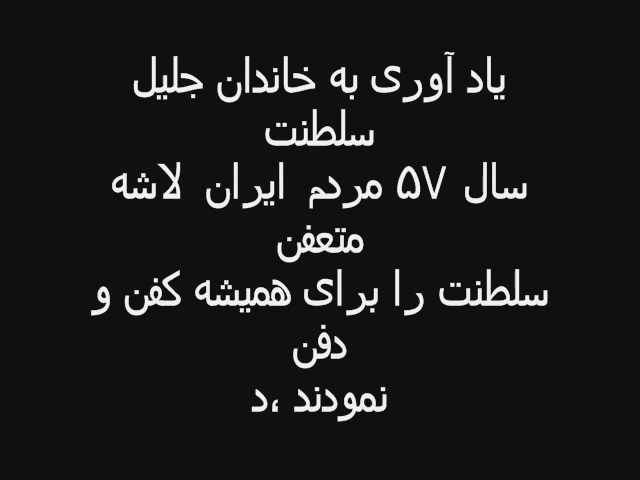 یاد آوری به خاندان جلیل
سلطنت
سال ۵۷ مردم ایران لاشه
متعفن
سلطنت را برای همیشه کفن و
دفن
نمودند ،د